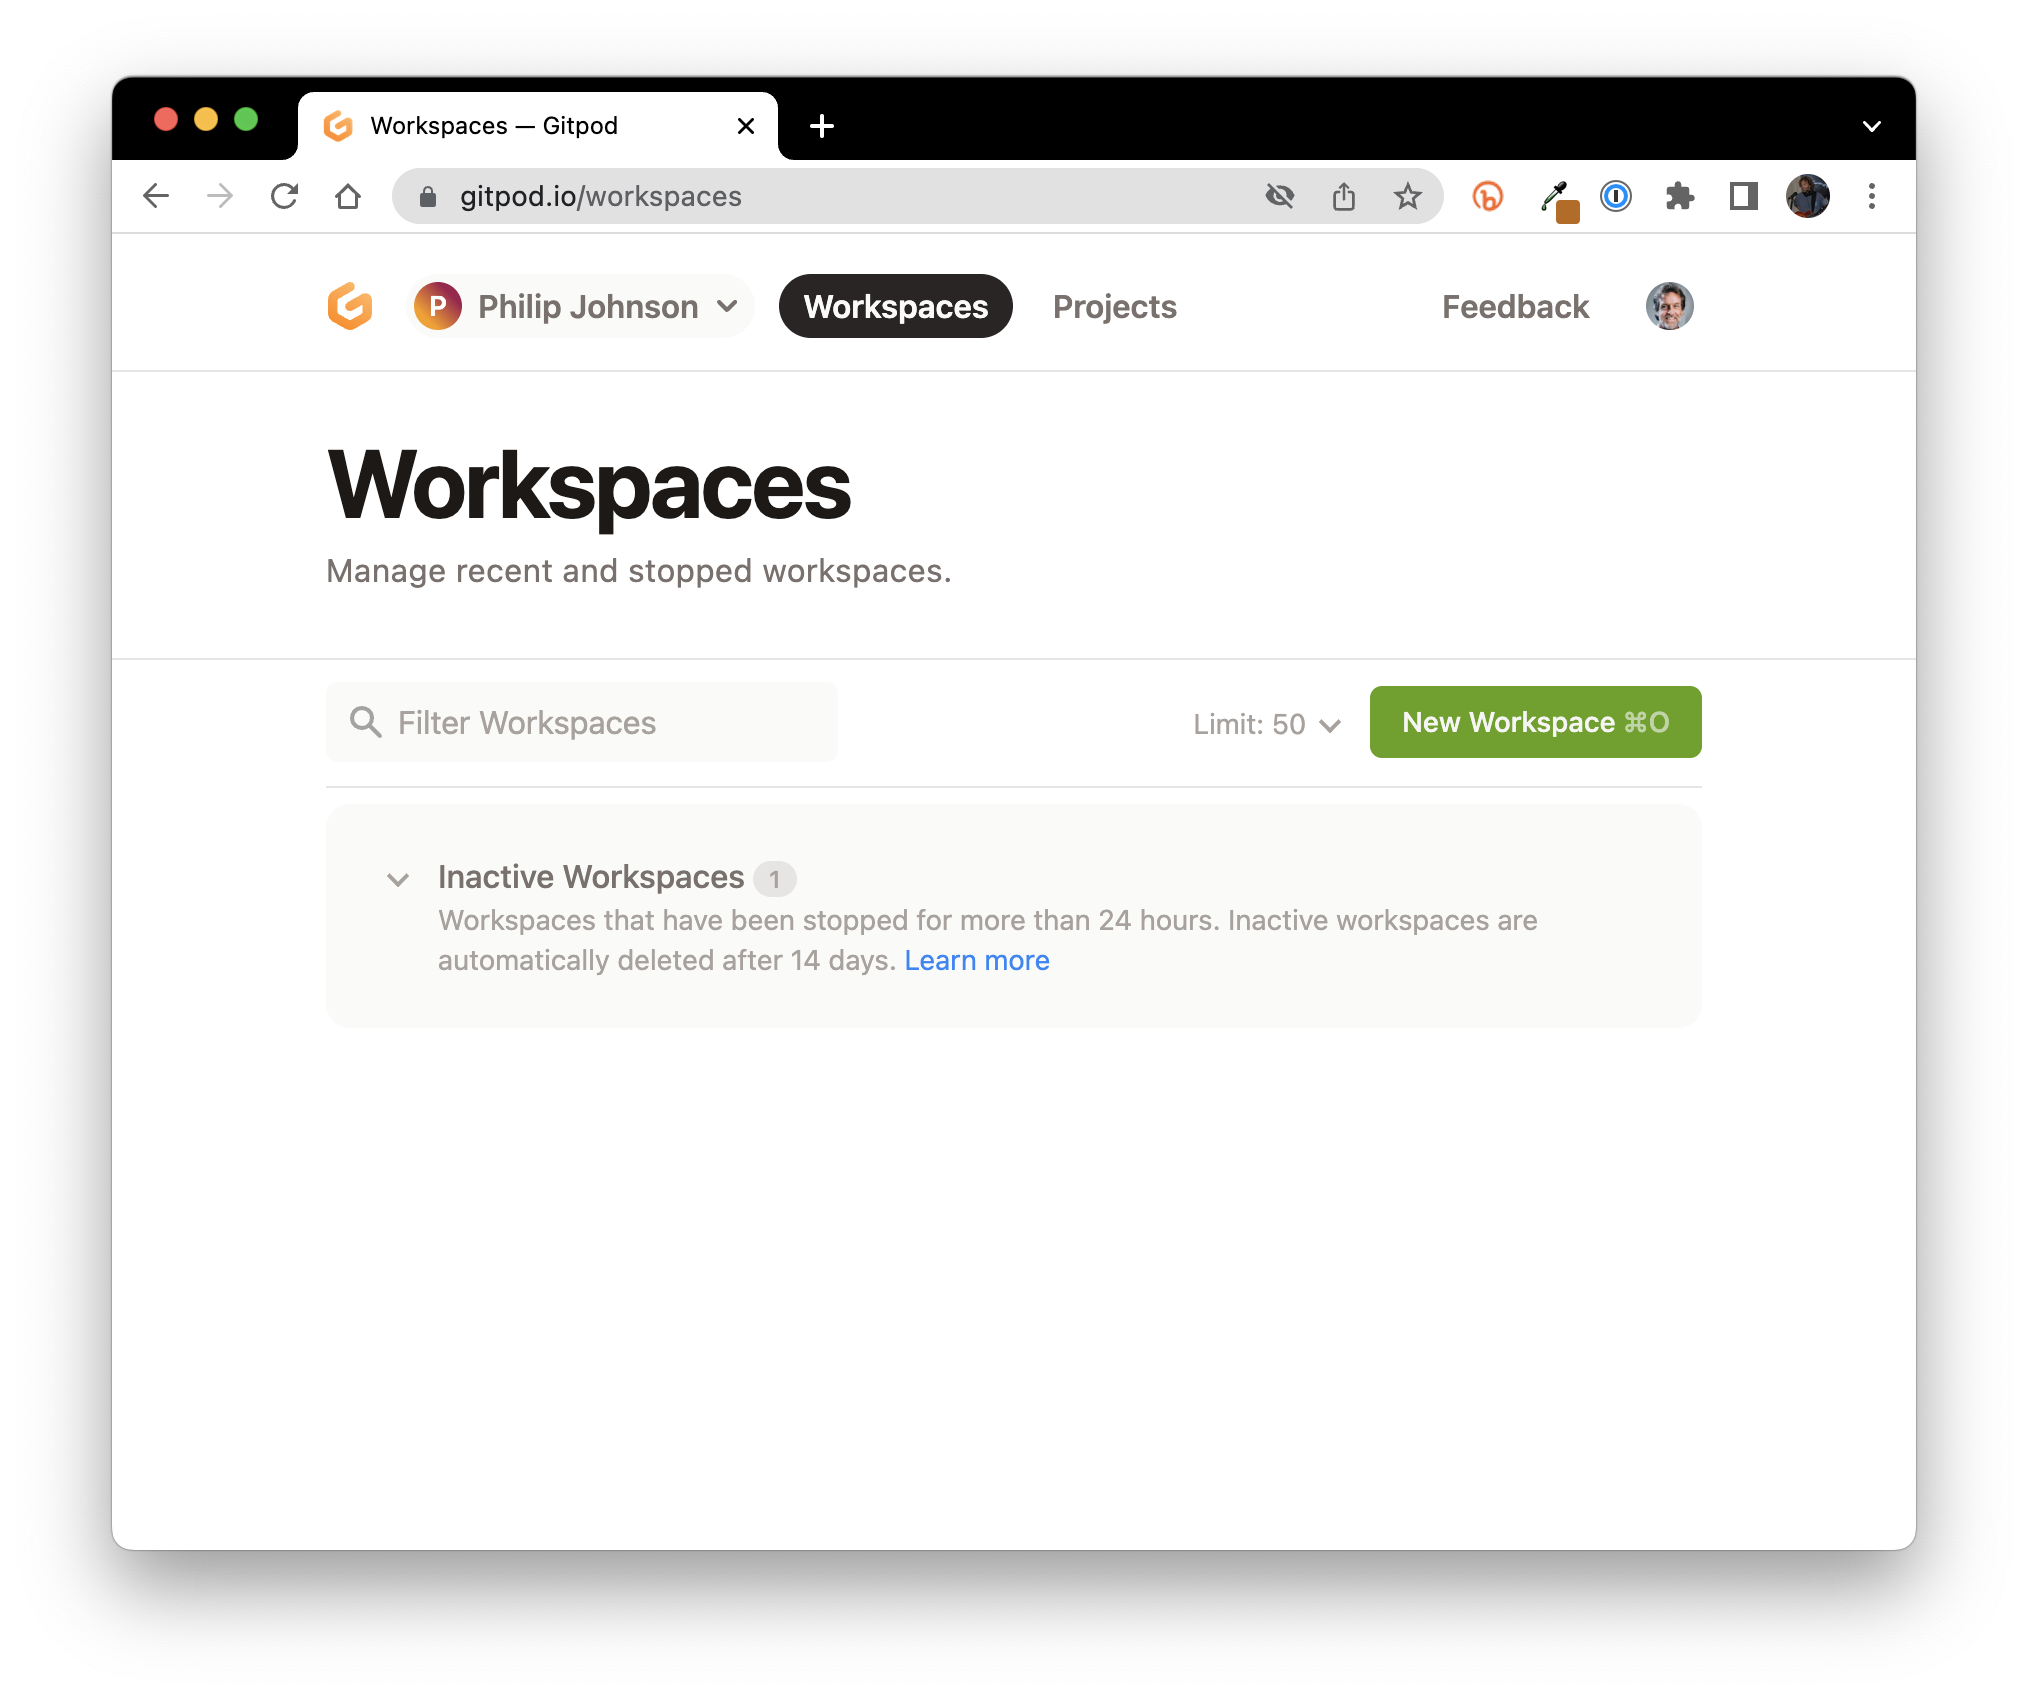 Workspaces — Gitpod
gitpod.io/workspaces
P Philip Johnson Workspaces Projects Feedback
Workspaces
Manage recent and stopped workspaces.
Filter Workspaces Limit: 50 New Workspace ⌘O
Inactive Workspaces 1
Workspaces that have been stopped for more than 24 hours. Inactive workspaces are
automatically deleted after 14 days. Learn more